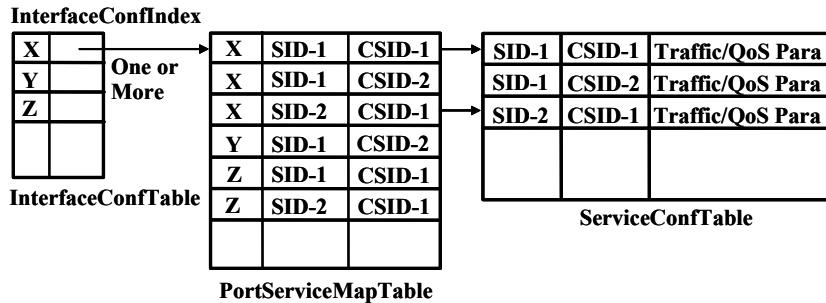 InterfaceConfIndex
X
Y
Z
One or
More
InterfaceConfTable
X SID-1 CSID-1
X SID-1 CSID-2
X SID-2 CSID-1
Y SID-1 CSID-2
Z SID-1 CSID-1
Z SID-2 CSID-1
PortServiceMapTable
SID-1 CSID-1 Traffic/QoS Para
SID-1 CSID-2 Traffic/QoS Para
SID-2 CSID-1 Traffic/QoS Para
ServiceConfTable